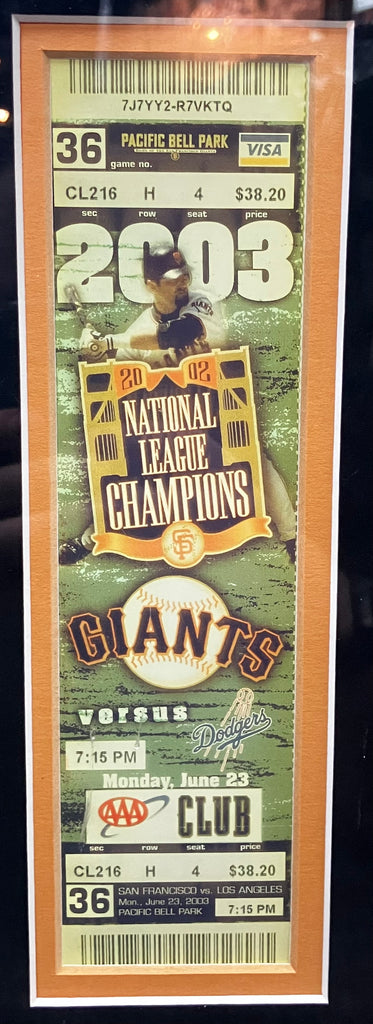 7J7YY2-R7VKTQ
36 PACIFIC BELL PARK VISA
game no.
CL216 H 4 $38.20
sec row seat price
2003
GIANTS
2002
NATIONAL
LEAGUE
CHAMPIONS
SF
GIANTS
versus Dodgers
7:15 PM
Monday, June 23
AAA CLUB
sec row seat price
CL216 H 4 $38.20
36 SAN FRANCISCO vs. LOS ANGELES
Mon., June 23, 2003
PACIFIC BELL PARK 7:15 PM